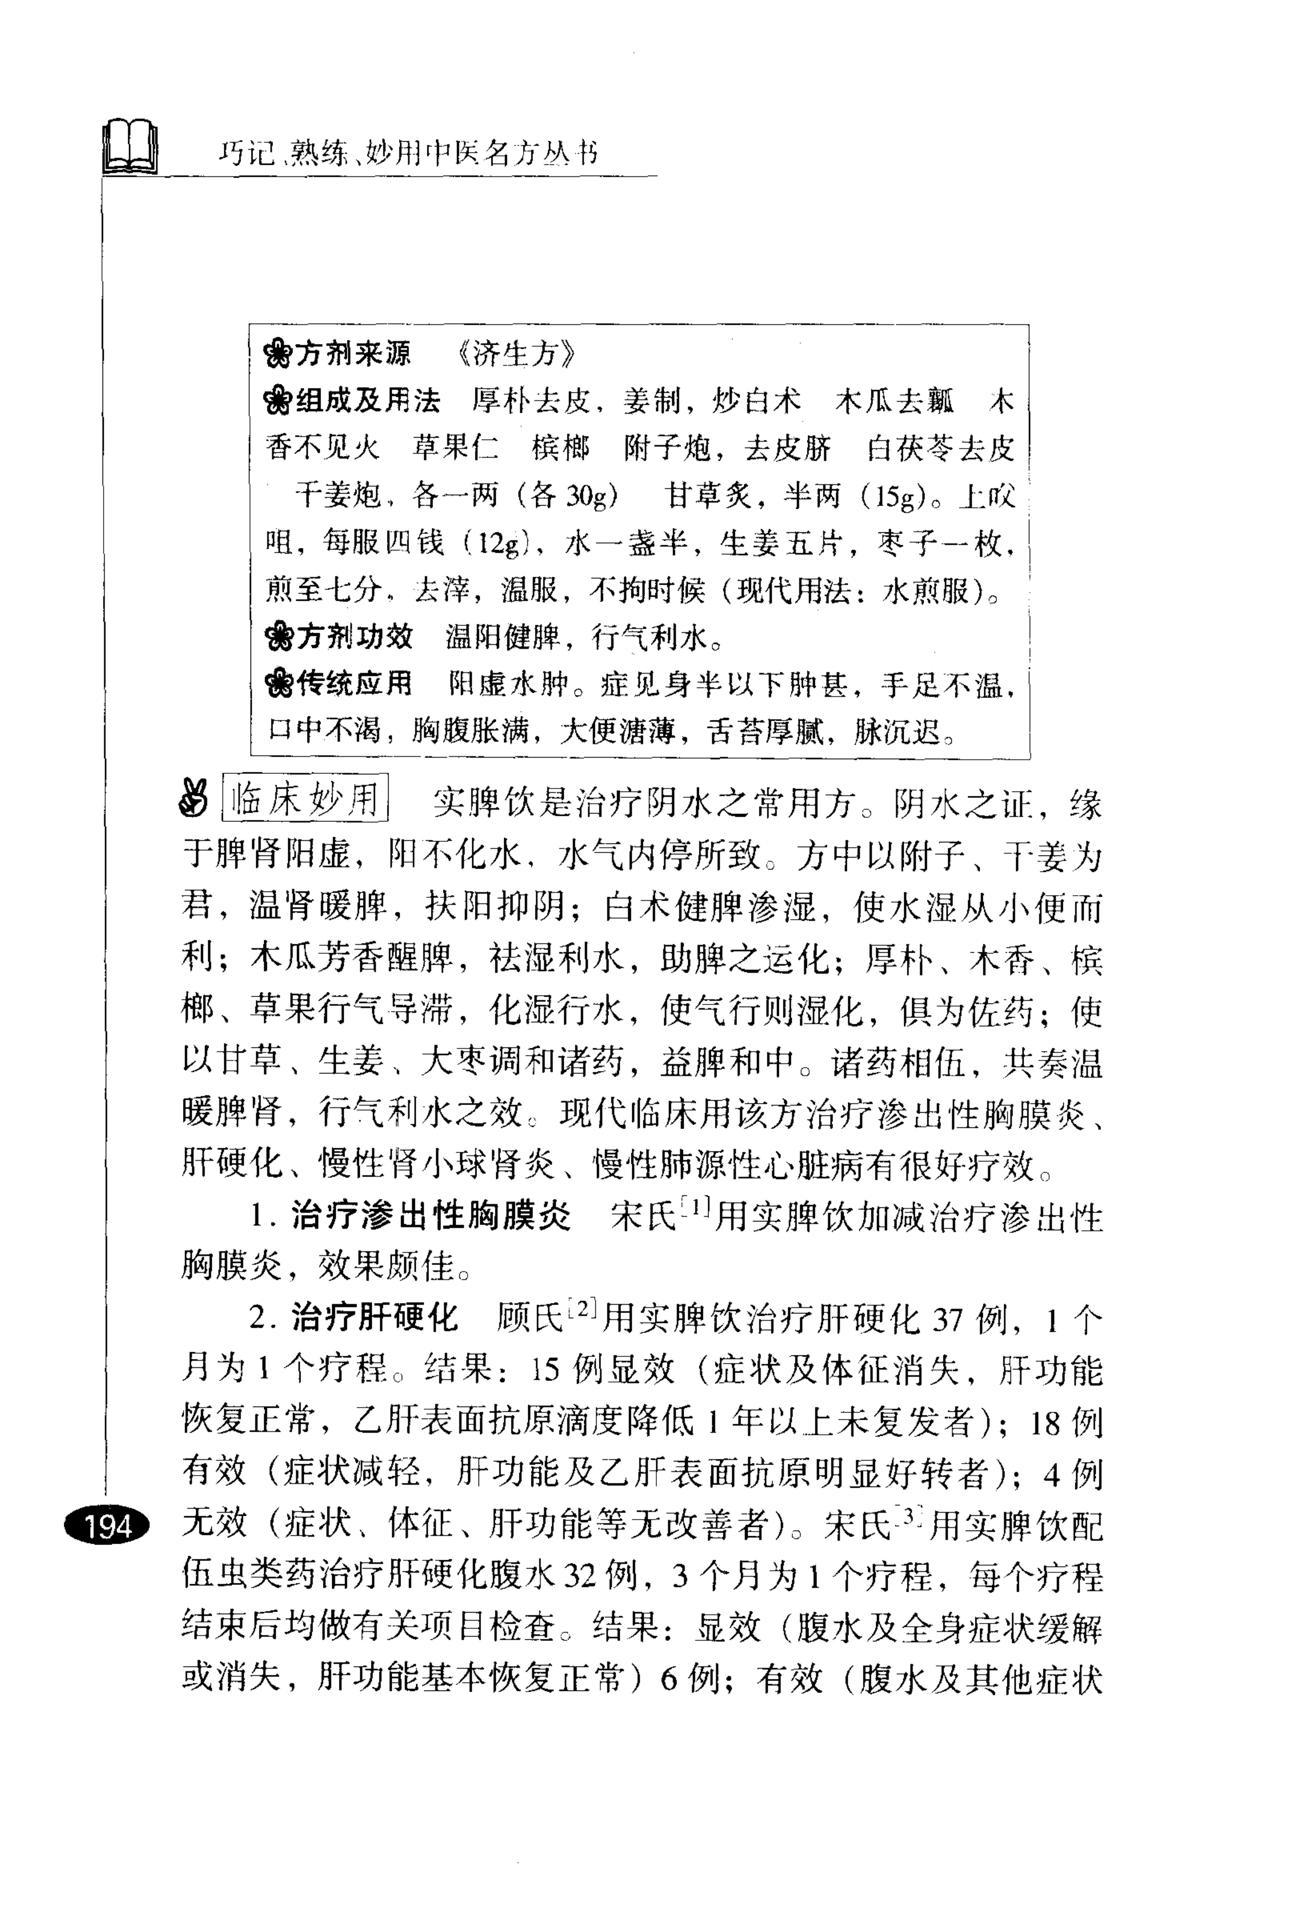 巧记、熟练、妙用中医名方丛书
方剂来源　《济生方》
组成及用法　厚朴去皮，姜制，炒白术　木瓜去瓤　木
香不见火　草果仁　槟榔　附子炮，去皮脐　白茯苓去皮
干姜炮，各一两（各30g）　甘草炙，半两（15g）。上㕮
咀，每服四钱（12g），水一盏半，生姜五片，枣子一枚，
煎至七分，去滓，温服，不拘时候（现代用法：水煎服）。
方剂功效　温阳健脾，行气利水。
传统应用　阳虚水肿。症见身半以下肿甚，手足不温，
口中不渴，胸腹胀满，大便溏薄，舌苔厚腻，脉沉迟。
临床妙用　实脾饮是治疗阴水之常用方。阴水之证，缘
于脾肾阳虚，阳不化水，水气内停所致。方中以附子、干姜为
君，温肾暖脾，扶阳抑阴；白术健脾渗湿，使水湿从小便而
利；木瓜芳香醒脾，祛湿利水，助脾之运化；厚朴、木香、槟
榔、草果行气导滞，化湿行水，使气行则湿化，俱为佐药；使
以甘草、生姜、大枣调和诸药，益脾和中。诸药相伍，共奏温
暖脾肾，行气利水之效。现代临床用该方治疗渗出性胸膜炎、
肝硬化、慢性肾小球肾炎、慢性肺源性心脏病有很好疗效。
1. 治疗渗出性胸膜炎　宋氏[1]用实脾饮加减治疗渗出性
胸膜炎，效果颇佳。
2. 治疗肝硬化　顾氏[2]用实脾饮治疗肝硬化 37 例，1 个
月为 1 个疗程。结果：15 例显效（症状及体征消失，肝功能
恢复正常，乙肝表面抗原滴度降低 1 年以上未复发者）；18 例
有效（症状减轻，肝功能及乙肝表面抗原明显好转者）；4 例
无效（症状、体征、肝功能等无改善者）。宋氏[3]用实脾饮配
伍虫类药治疗肝硬化腹水 32 例，3 个月为 1 个疗程，每个疗程
结束后均做有关项目检查。结果：显效（腹水及全身症状缓解
或消失，肝功能基本恢复正常）6 例；有效（腹水及其他症状
194